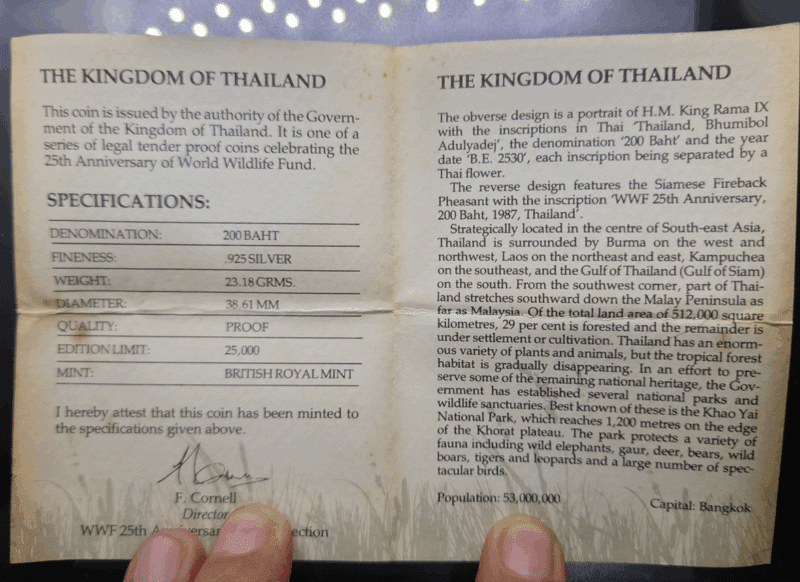 THE KINGDOM OF THAILAND
This coin is issued by the authority of the Govern-
ment of the Kingdom of Thailand. It is one of a
series of legal tender proof coins celebrating the
25th Anniversary of World Wildlife Fund.
SPECIFICATIONS:
DENOMINATION: 200 BAHT
FINENESS: .925 SILVER
WEIGHT: 23.18 GRMS.
DIAMETER: 38.61 MM
QUALITY: PROOF
EDITION LIMIT: 25,000
MINT: BRITISH ROYAL MINT
I hereby attest that this coin has been minted to
the specifications given above.
F. Cornell
Director
WWF 25th
THE KINGDOM OF THAILAND
The obverse design is a portrait of H.M. King Rama IX
with the inscriptions in Thai 'Thailand, Bhumibol
Adulyadej', the denomination '200 Baht' and the year
date 'B.E. 2530', each inscription being separated by a
Thai flower.
The reverse design features the Siamese Fireback
Pheasant with the inscription 'WWF 25th Anniversary,
200 Baht, 1987, Thailand'.
Strategically located in the centre of South-east Asia,
Thailand is surrounded by Burma on the west and
northwest, Laos on the northeast and east, Kampuchea
on the southeast, and the Gulf of Thailand (Gulf of Siam)
on the south. From the southwest corner, part of Thai-
land stretches southward down the Malay Peninsula as
far as Malaysia. Of the total land area of 512,000 square
kilometres, 29 per cent is forested and the remainder is
under settlement or cultivation. Thailand has an enorm-
ous variety of plants and animals, but the tropical forest
habitat is gradually disappearing. In an effort to pre-
serve some of the remaining national heritage, the Gov-
ernment has established several national parks and
wildlife sanctuaries. Best known of these is the Khao Yai
National Park, which reaches 1,200 metres on the edge
of the Khorat plateau. The park protects a variety of
fauna including wild elephants, gaur, deer, bears, wild
boars, tigers and leopards and a large number of spec-
tacular birds.
Population: 53,000,000 Capital: Bangkok